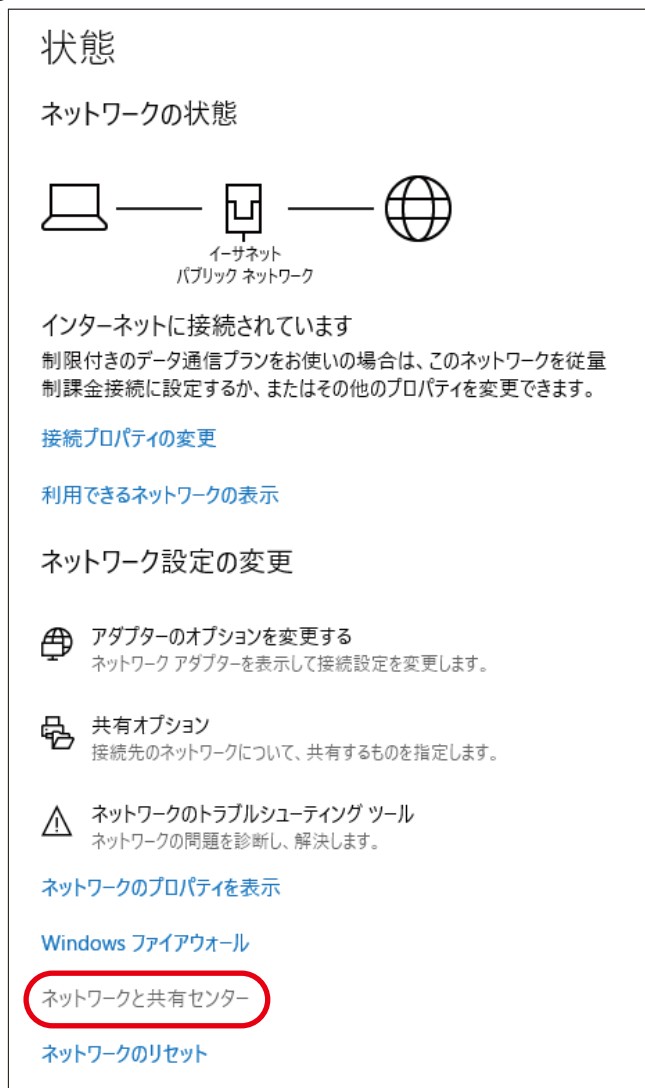 状態
ネットワークの状態
イーサネット
パブリック ネットワーク
インターネットに接続されています
制限付きのデータ通信プランをお使いの場合は、このネットワークを従量
制課金接続に設定するか、またはその他のプロパティを変更できます。
接続プロパティの変更
利用できるネットワークの表示
ネットワーク設定の変更
アダプターのオプションを変更する
ネットワーク アダプターを表示して接続設定を変更します。
共有オプション
接続先のネットワークについて、共有するものを指定します。
ネットワークのトラブルシューティング ツール
ネットワークの問題を診断し、解決します。
ネットワークのプロパティを表示
Windows ファイアウォール
ネットワークと共有センター
ネットワークのリセット